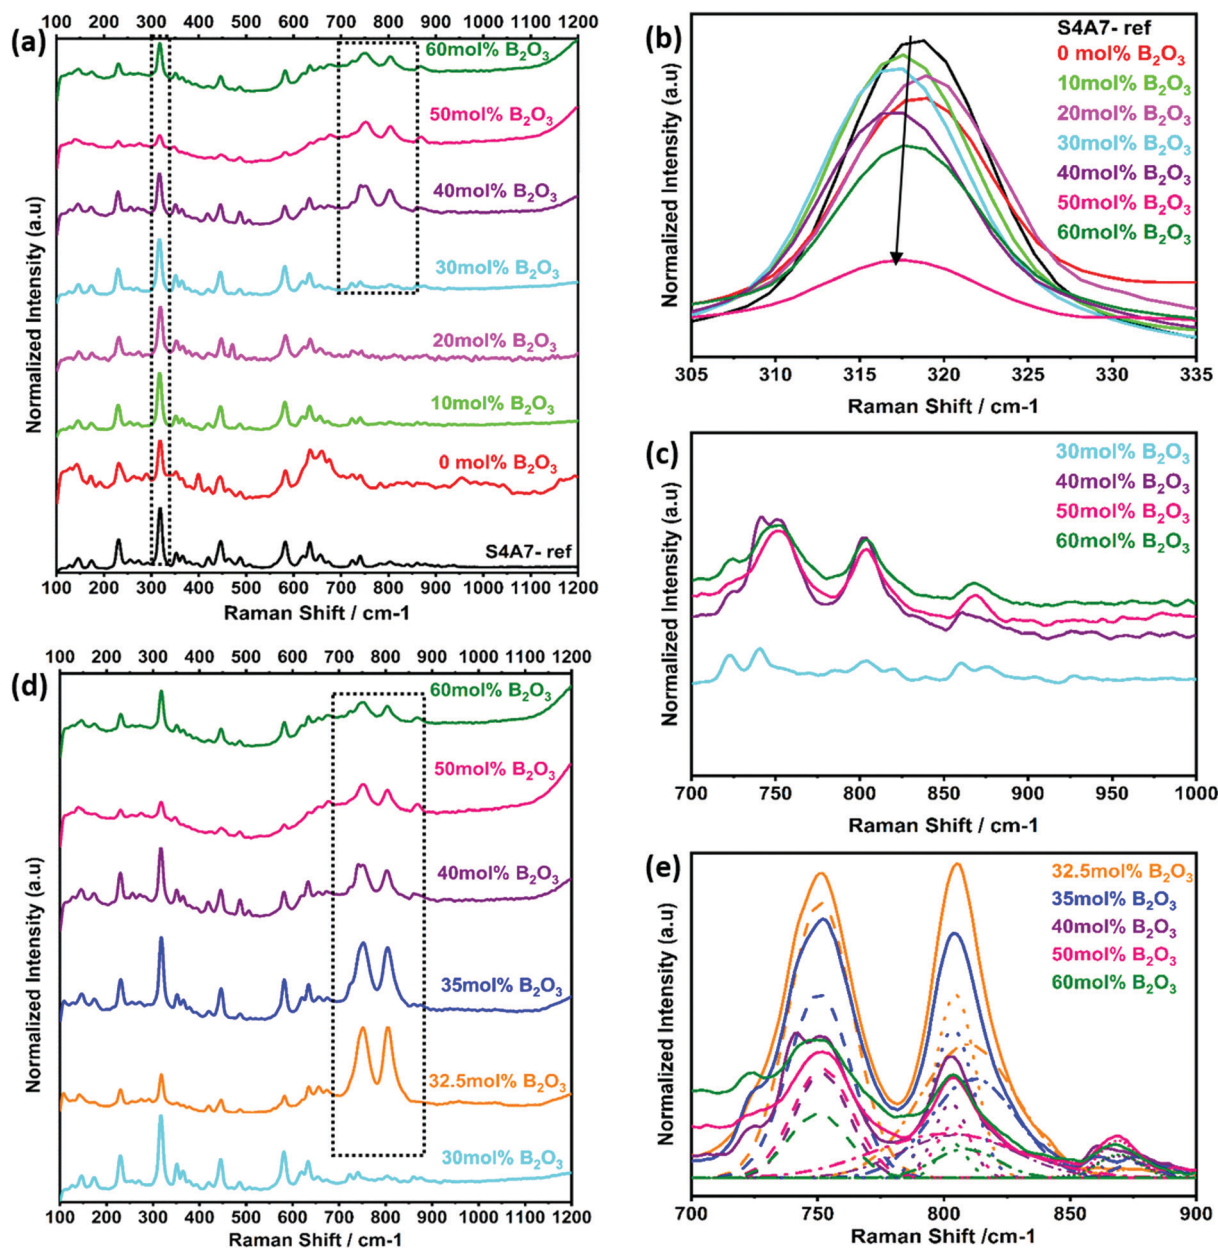 (a)
100 200 300 400 500 600 700 800 900 1000 1100 1200
60mol% B₂O₃
50mol% B₂O₃
40mol% B₂O₃
30mol% B₂O₃
20mol% B₂O₃
10mol% B₂O₃
0 mol% B₂O₃
S4A7- ref
Normalized Intensity (a.u)
100 200 300 400 500 600 700 800 900 1000 1100 1200
Raman Shift / cm-1
(b)
S4A7- ref
0 mol% B₂O₃
10mol% B₂O₃
20mol% B₂O₃
30mol% B₂O₃
40mol% B₂O₃
50mol% B₂O₃
60mol% B₂O₃
Normalized Intensity (a.u)
305 310 315 320 325 330 335
Raman Shift / cm-1
(c)
30mol% B₂O₃
40mol% B₂O₃
50mol% B₂O₃
60mol% B₂O₃
Normalized Intensity (a.u)
700 750 800 850 900 950 1000
Raman Shift / cm-1
(d)
100 200 300 400 500 600 700 800 900 1000 1100 1200
60mol% B₂O₃
50mol% B₂O₃
40mol% B₂O₃
35mol% B₂O₃
32.5mol% B₂O₃
30mol% B₂O₃
Normalized Intensity (a.u)
100 200 300 400 500 600 700 800 900 1000 1100 1200
Raman Shift / cm-1
(e)
32.5mol% B₂O₃
35mol% B₂O₃
40mol% B₂O₃
50mol% B₂O₃
60mol% B₂O₃
Normalized Intensity (a.u)
700 750 800 850 900
Raman Shift /cm-1